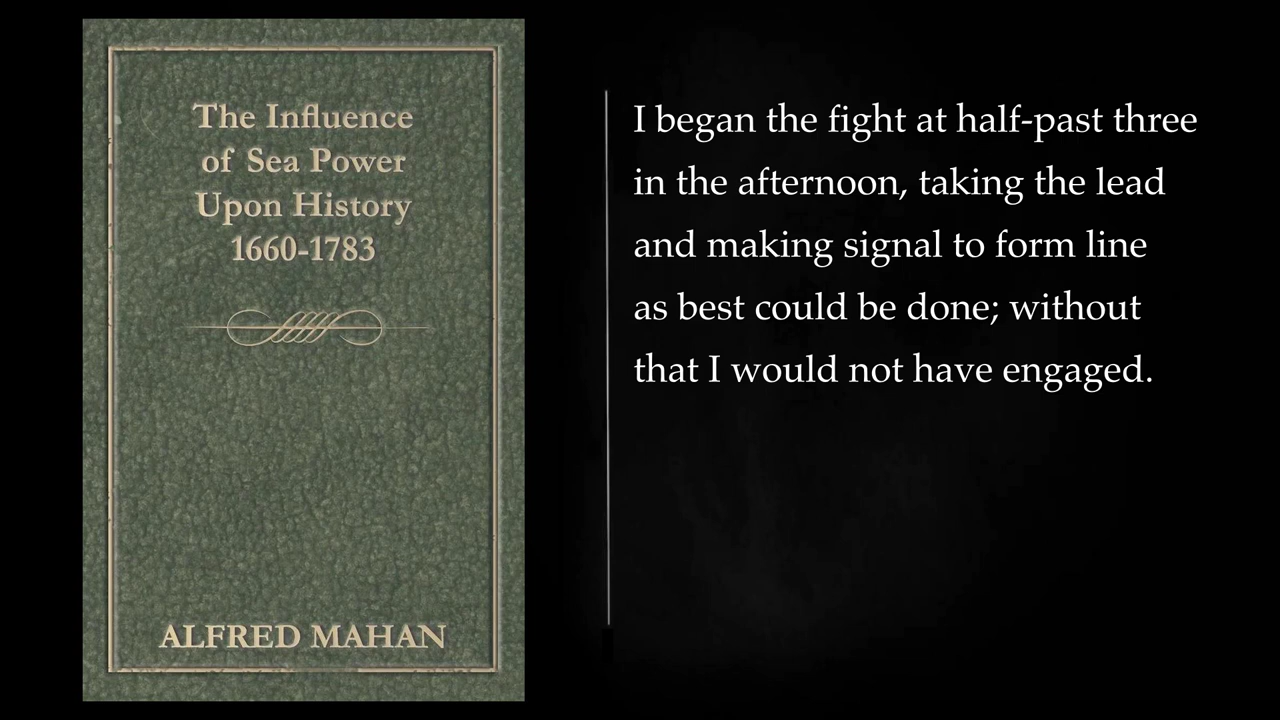 The Influence
of Sea Power
Upon History
1660-1783
ALFRED MAHAN
I began the fight at half-past three
in the afternoon, taking the lead
and making signal to form line
as best could be done; without
that I would not have engaged.